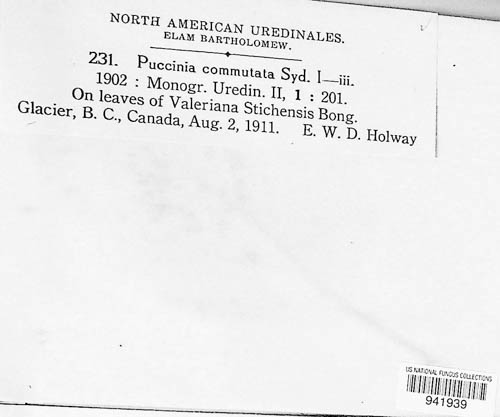 NORTH AMERICAN UREDINALES.
ELAM BARTHOLOMEW.
231. Puccinia commutata Syd. I—iii.
1902 : Monogr. Uredin. II, 1 : 201.
On leaves of Valeriana Stichensis Bong.
Glacier, B. C., Canada, Aug. 2, 1911. E. W. D. Holway
US NATIONAL FUNGUS COLLECTIONS
941939